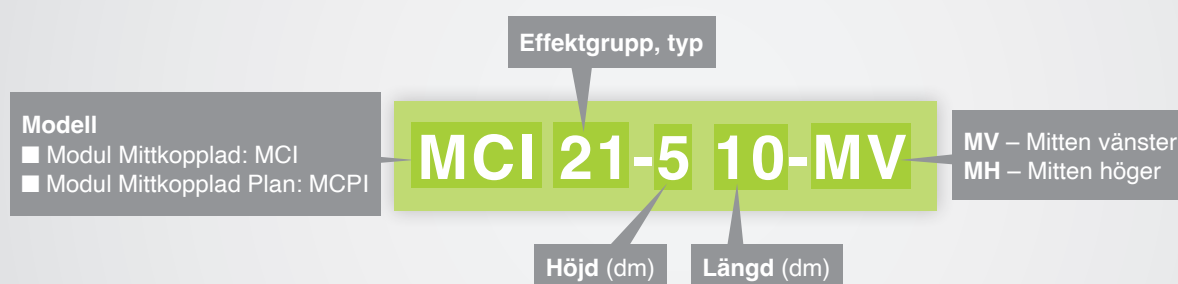 Effektgrupp, typ
Modell
■ Modul Mittkopplad: MCI
■ Modul Mittkopplad Plan: MCPI
MCI 21-5 10-MV
MV – Mitten vänster
MH – Mitten höger
Höjd (dm)
Längd (dm)